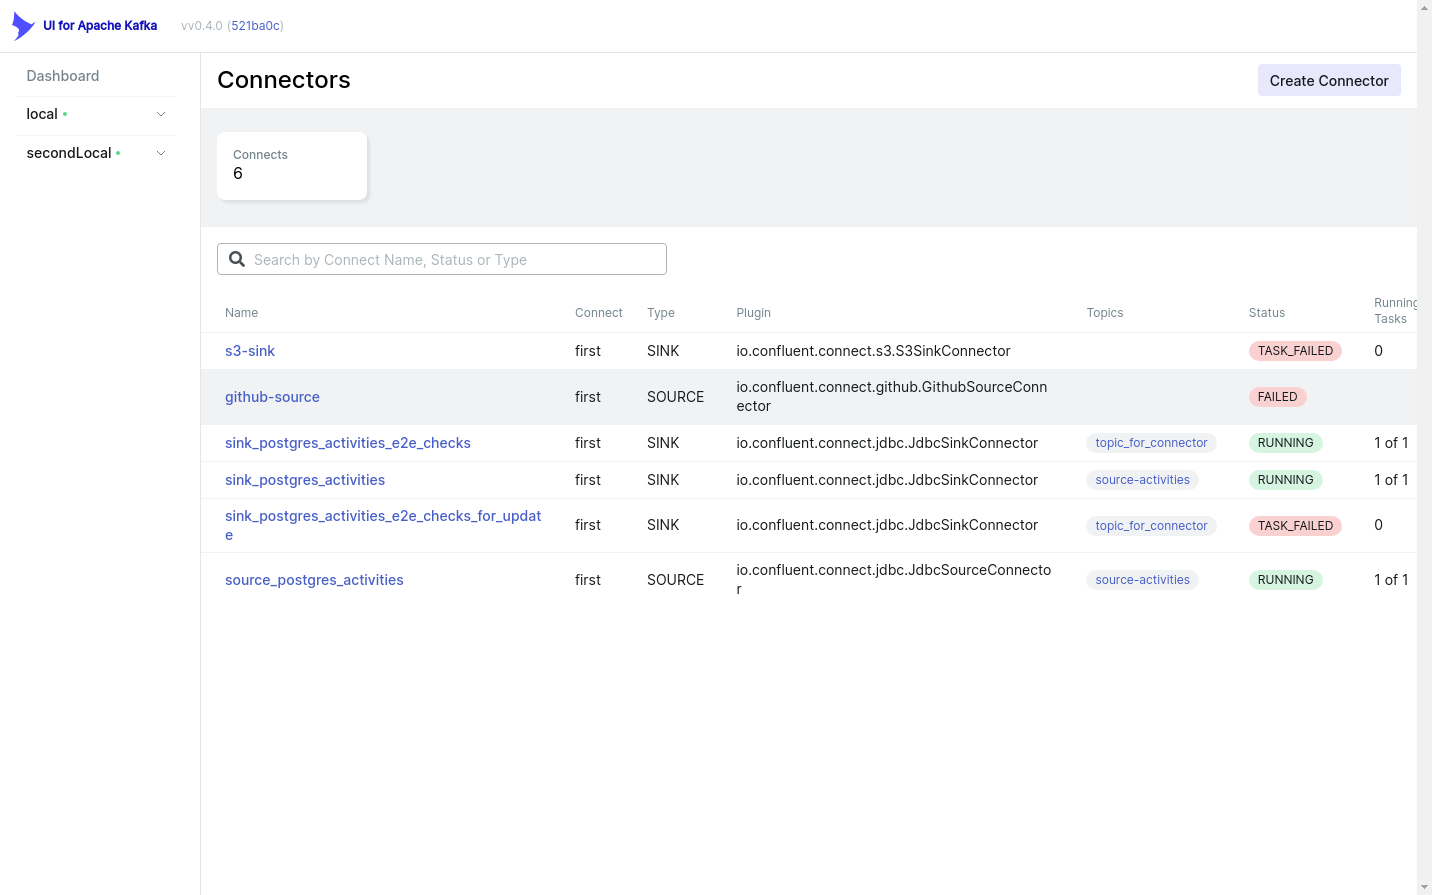 UI for Apache Kafka vv0.4.0 (521ba0c)
Dashboard
local
secondLocal
Connectors
Create Connector
Connects
6
Search by Connect Name, Status or Type
Name Connect Type Plugin Topics Status Running
Tasks
s3-sink first SINK io.confluent.connect.s3.S3SinkConnector TASK_FAILED 0
github-source first SOURCE io.confluent.connect.github.GithubSourceConn
ector FAILED
sink_postgres_activities_e2e_checks first SINK io.confluent.connect.jdbc.JdbcSinkConnector topic_for_connector RUNNING 1 of 1
sink_postgres_activities first SINK io.confluent.connect.jdbc.JdbcSinkConnector source-activities RUNNING 1 of 1
sink_postgres_activities_e2e_checks_for_updat
e first SINK io.confluent.connect.jdbc.JdbcSinkConnector topic_for_connector TASK_FAILED 0
source_postgres_activities first SOURCE io.confluent.connect.jdbc.JdbcSourceConnecto
r source-activities RUNNING 1 of 1